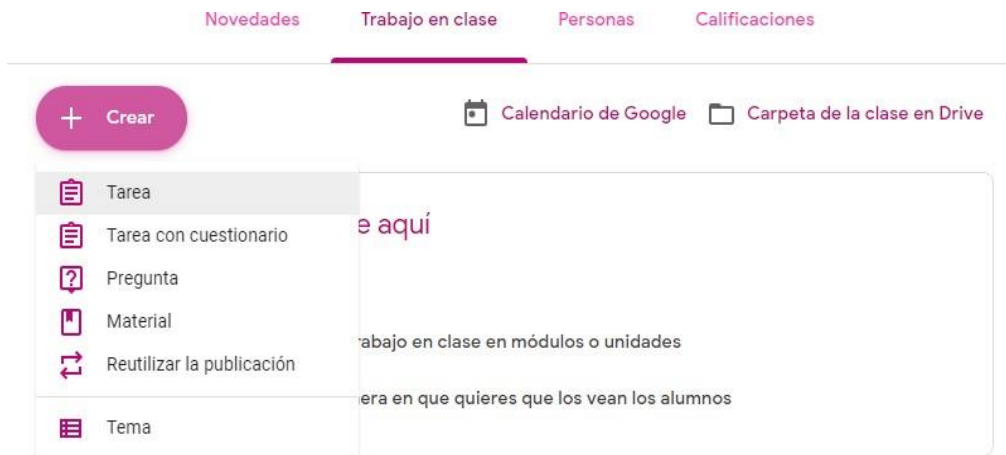 Novedades Trabajo en clase Personas Calificaciones
+ Crear Calendario de Google Carpeta de la clase en Drive
Tarea
e aquí
Tarea con cuestionario
Pregunta
Material
rabajo en clase en módulos o unidades
Reutilizar la publicación
era en que quieres que los vean los alumnos
Tema